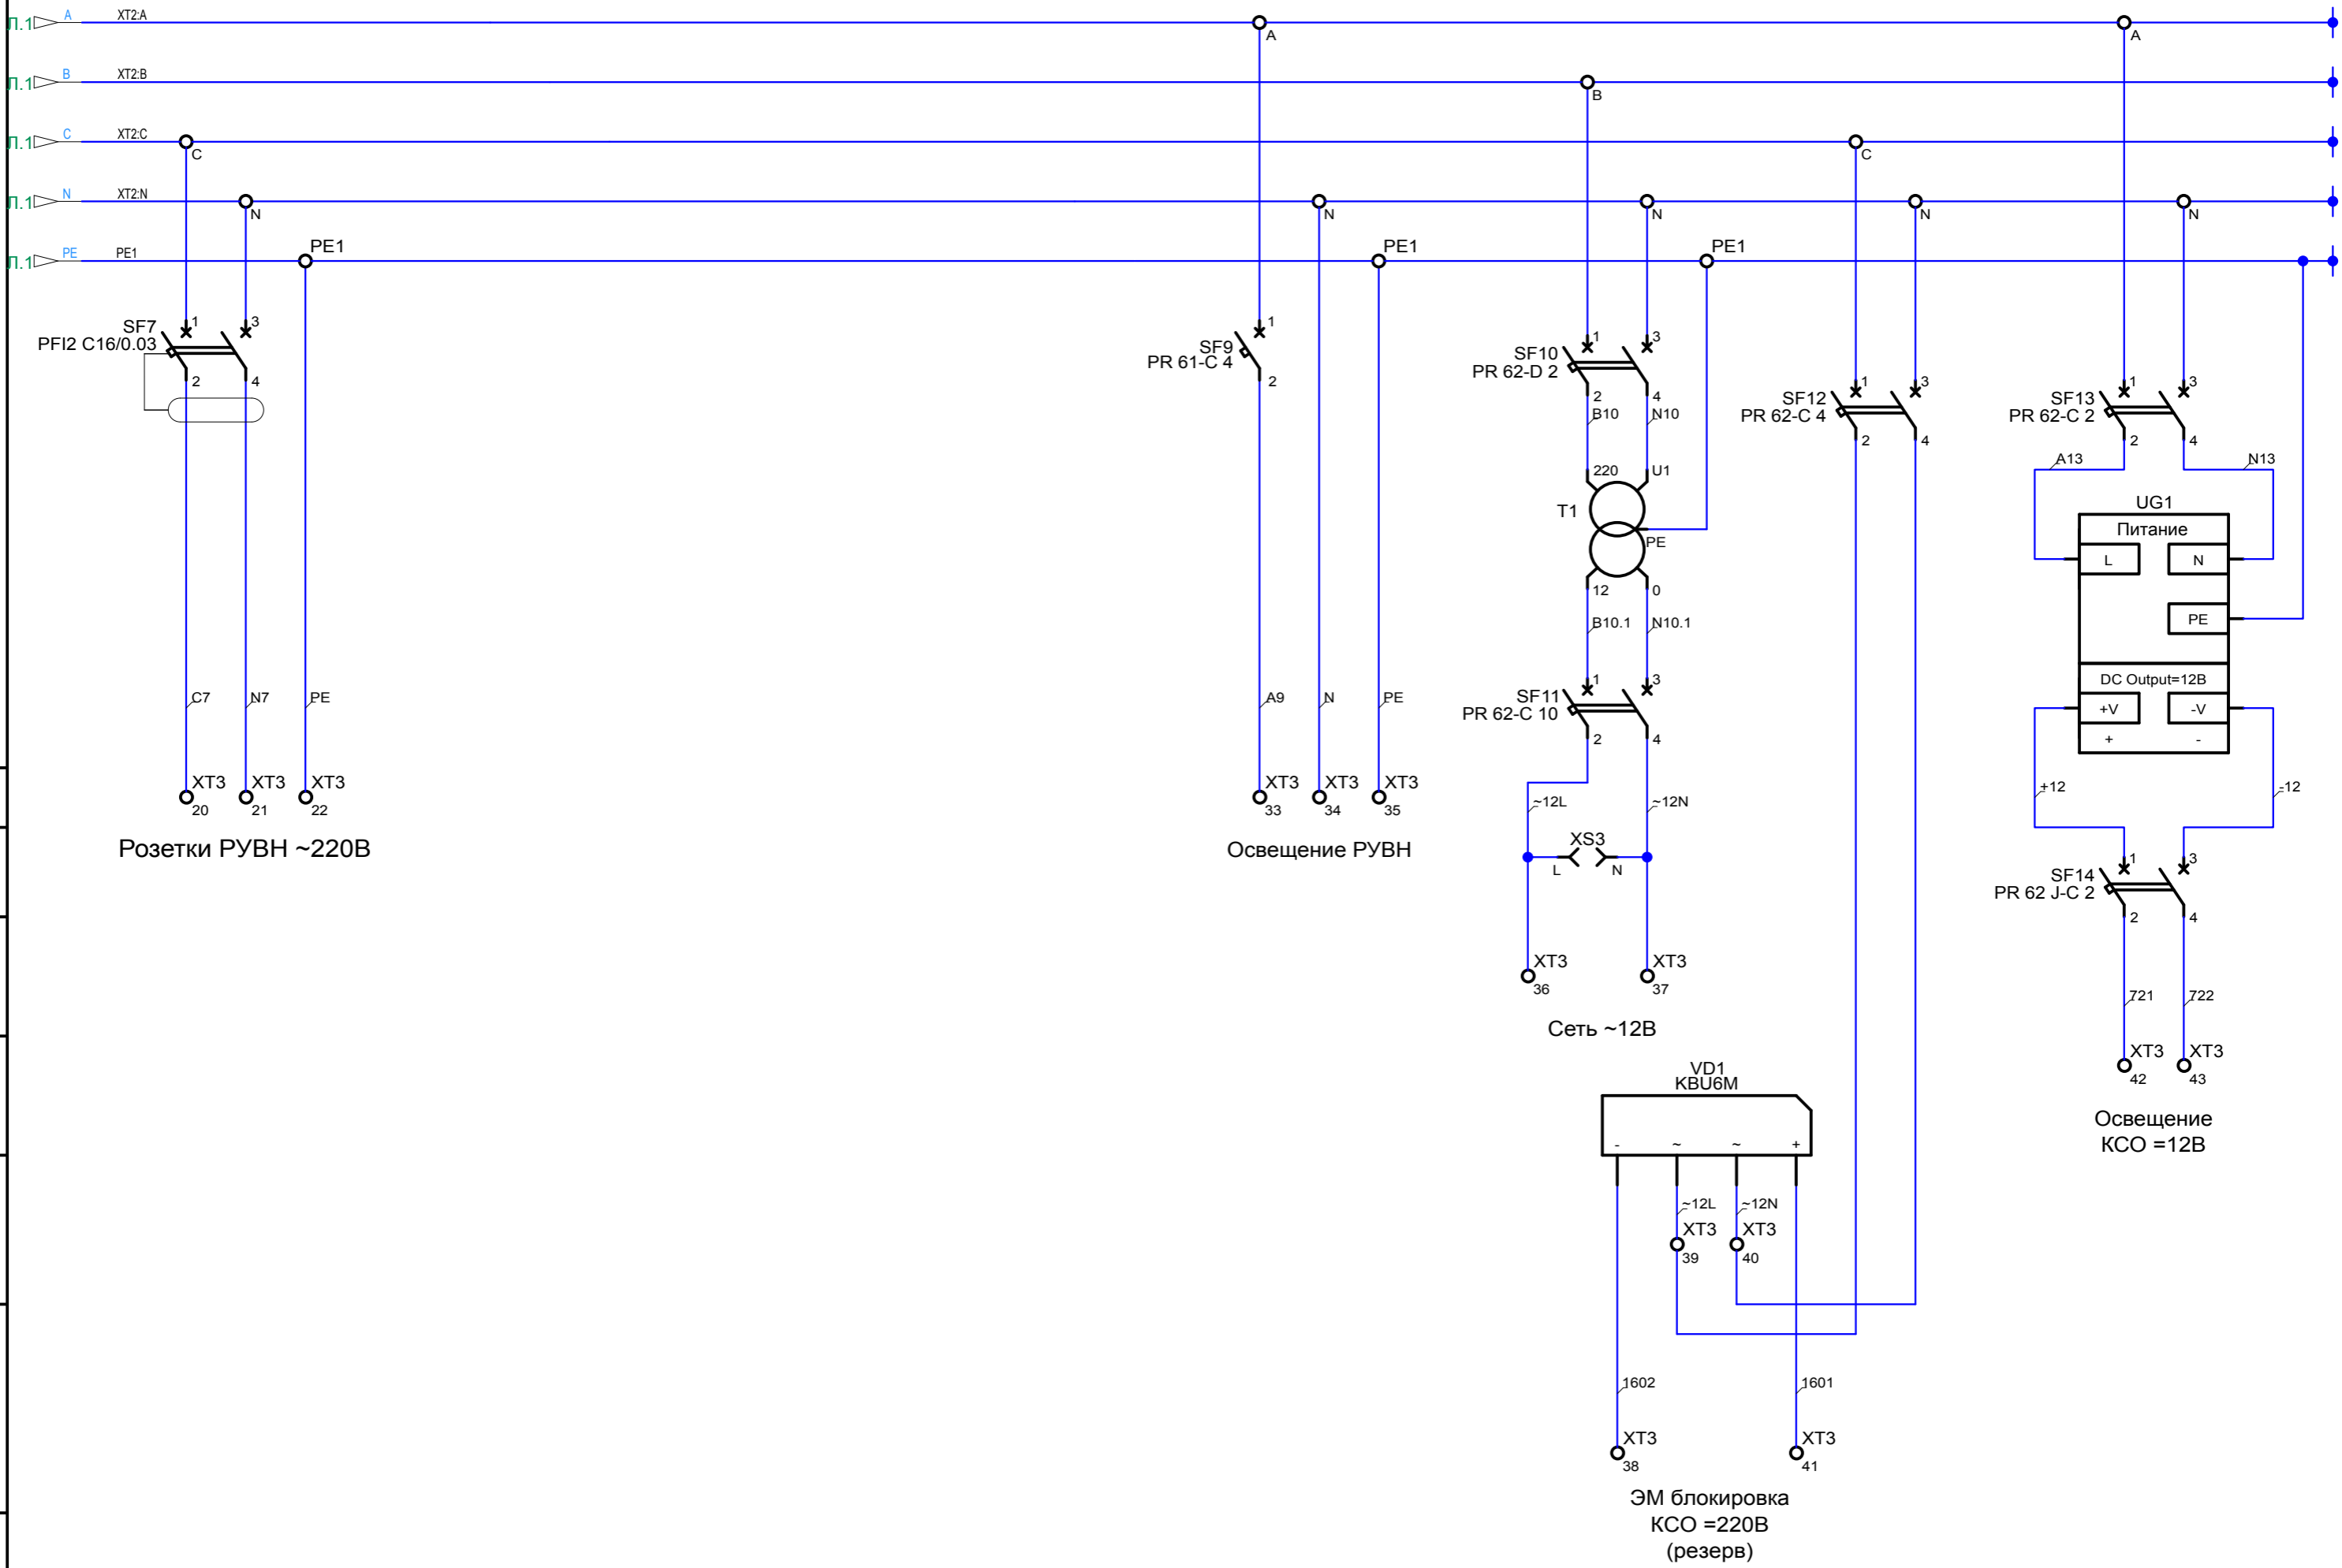 Л.1 A XT2:A
A
A
Л.1 B XT2:B
B
Л.1 C XT2:C
C
C
Л.1 N XT2:N
N
N
N
N
N
Л.1 PE PE1
PE1
PE1
PE1
SF7
PFI2 C16/0.03
1
3
2
4
C7
N7
PE
XT3
20
XT3
21
XT3
22
Розетки РУВН ~220В
SF9
PR 61-C 4
1
2
A9
N
PE
XT3
33
XT3
34
XT3
35
Освещение РУВН
SF10
PR 62-D 2
1
3
2
4
B10
N10
220
U1
T1
PE
12
0
B10.1
N10.1
SF11
PR 62-C 10
1
3
2
4
~12L
~12N
XS3
L
N
XT3
36
XT3
37
Сеть ~12В
SF12
PR 62-C 4
1
3
2
4
VD1
KBU6M
-
~
~
+
~12L
~12N
XT3
39
XT3
40
1602
1601
XT3
38
XT3
41
ЭМ блокировка
КСО =220В
(резерв)
SF13
PR 62-C 2
1
3
2
4
A13
N13
UG1
Питание
L
N
PE
DC Output=12В
+V
-V
+
-
+12
-12
SF14
PR 62 J-C 2
1
3
2
4
721
722
XT3
42
XT3
43
Освещение
КСО =12В